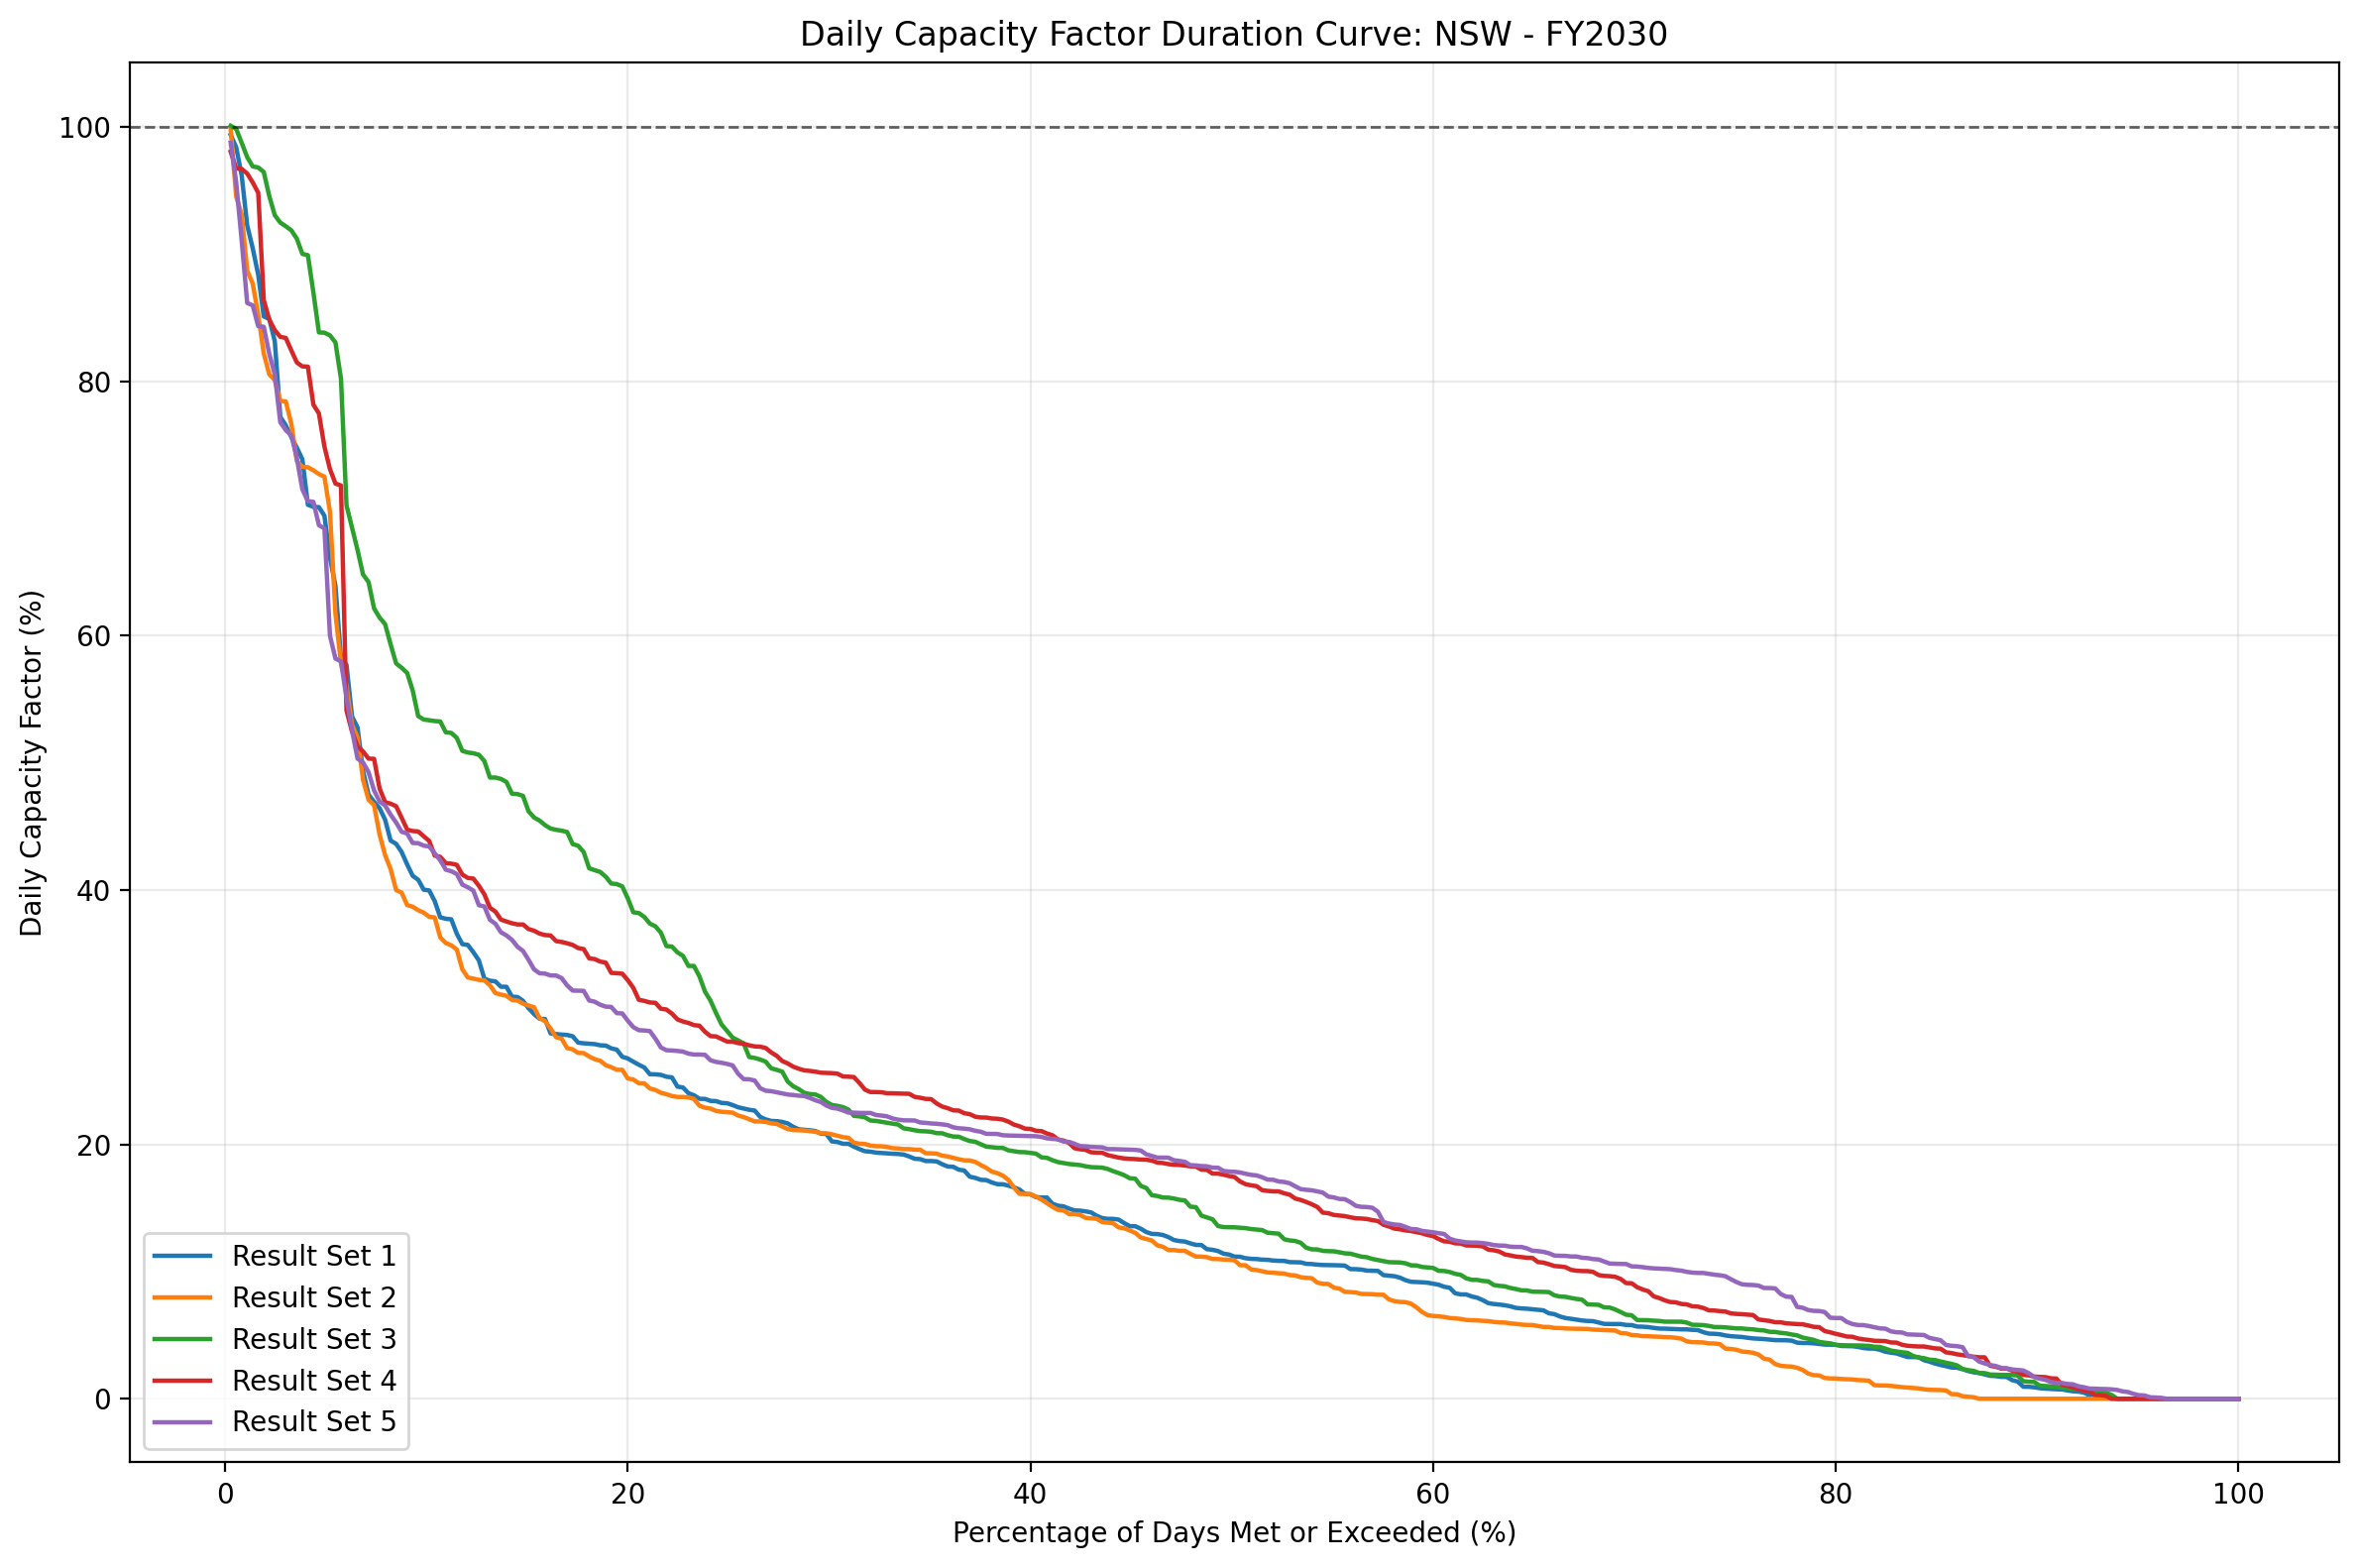 Daily Capacity Factor Duration Curve: NSW - FY2030
100
80
60
40
20
0
Daily Capacity Factor (%)
Result Set 1
Result Set 2
Result Set 3
Result Set 4
Result Set 5
0 20 40 60 80 100
Percentage of Days Met or Exceeded (%)